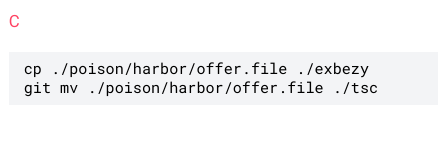 C
cp ./poison/harbor/offer.file ./exbezy
git mv ./poison/harbor/offer.file ./tsc